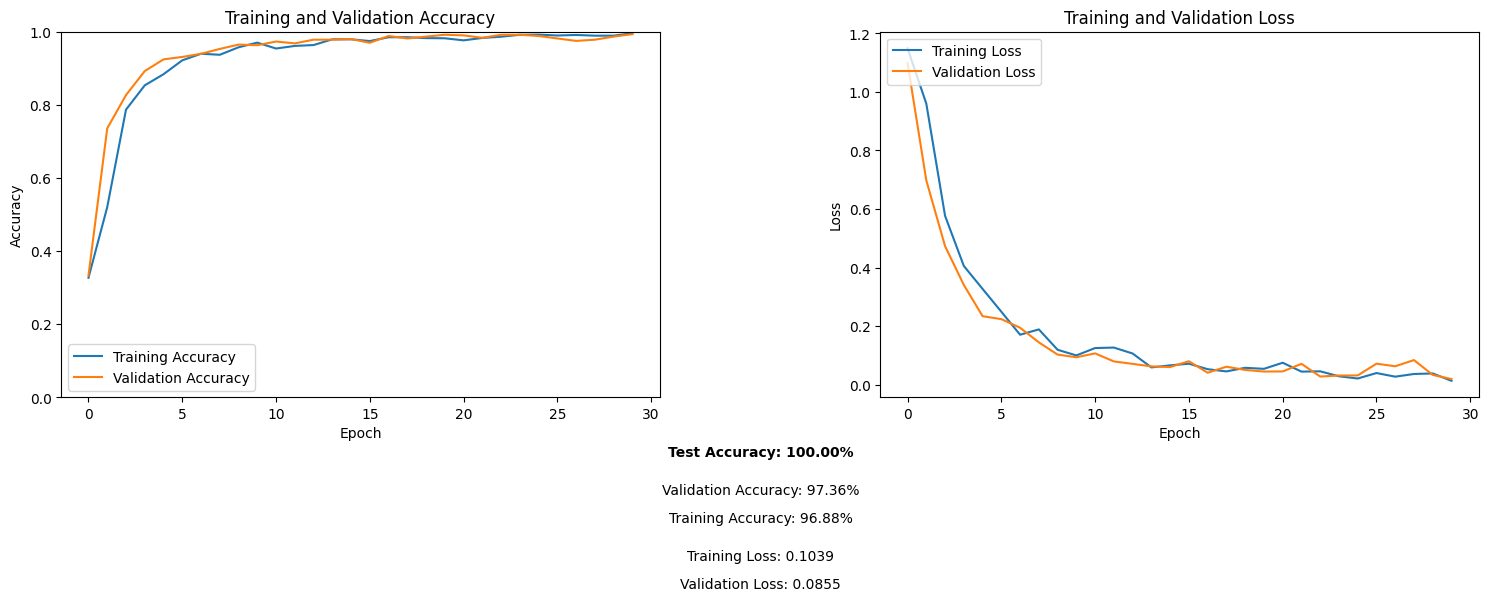 Training and Validation Accuracy
1.0
0.8
0.6
0.4
0.2
0.0
Accuracy
Training Accuracy
Validation Accuracy
0 5 10 15 20 25 30
Epoch
Training and Validation Loss
1.2
1.0
0.8
0.6
0.4
0.2
0.0
Loss
Training Loss
Validation Loss
0 5 10 15 20 25 30
Epoch
Test Accuracy: 100.00%
Validation Accuracy: 97.36%
Training Accuracy: 96.88%
Training Loss: 0.1039
Validation Loss: 0.0855